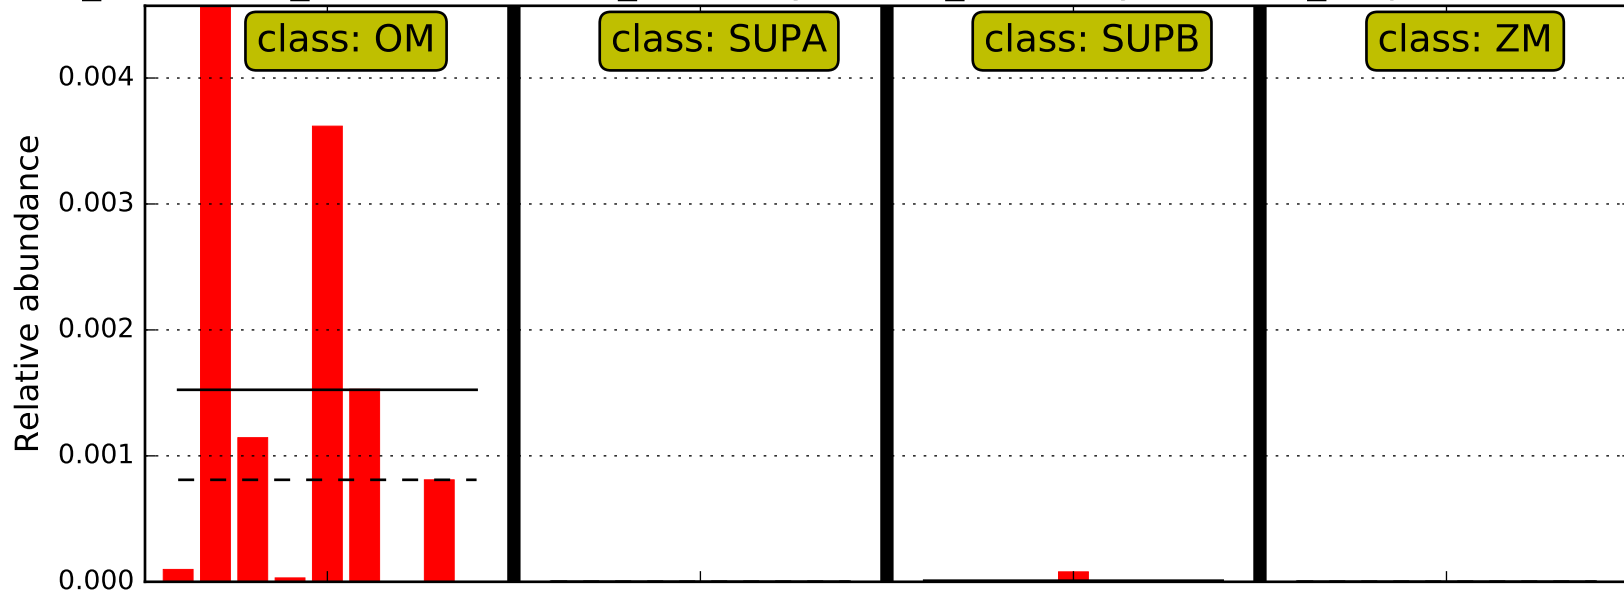 class: OM
class: SUPA
class: SUPB
class: ZM
0.004
0.003
0.002
0.001
0.000
Relative abundance